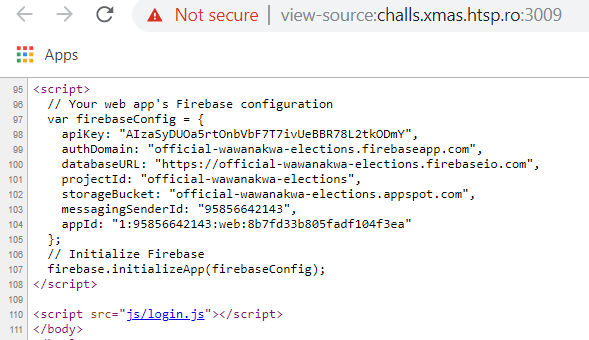 Not secure | view-source:challs.xmas.htsp.ro:3009
Apps
95 <script>
96 // Your web app's Firebase configuration
97 var firebaseConfig = {
98 apiKey: "AIzaSyDUOa5rtOnbVbF7T7ivUeBBR78L2tkODmY",
99 authDomain: "official-wawanakwa-elections.firebaseapp.com",
100 databaseURL: "https://official-wawanakwa-elections.firebaseio.com",
101 projectId: "official-wawanakwa-elections",
102 storageBucket: "official-wawanakwa-elections.appspot.com",
103 messagingSenderId: "95856642143",
104 appId: "1:95856642143:web:8b7fd33b805fadf104f3ea"
105 };
106 // Initialize Firebase
107 firebase.initializeApp(firebaseConfig);
108 </script>
109
110 <script src="js/login.js"></script>
111 </body>